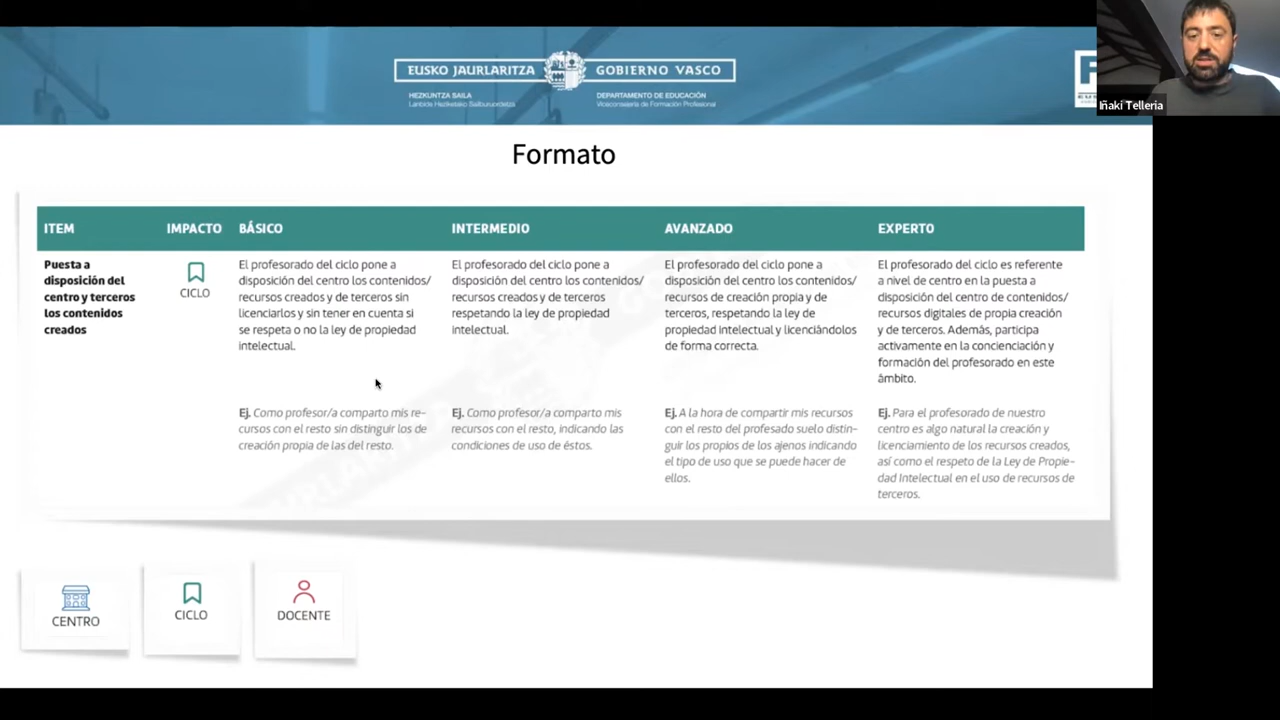 EUSKO JAURLARITZA
GOBIERNO VASCO
HEZKUNTZA SAILA
Lanbide Heziketako Sailburuordetza
DEPARTAMENTO DE EDUCACIÓN
Viceconsejería de Formación Profesional
Iñaki Telleria
Formato
ITEM
IMPACTO
BÁSICO
INTERMEDIO
AVANZADO
EXPERTO
Puesta a
disposición del
centro y terceros
los contenidos
creados
CICLO
El profesorado del ciclo pone a
disposición del centro los contenidos/
recursos creados y de terceros sin
licenciarlos y sin tener en cuenta si
se respeta o no la ley de propiedad
intelectual.
Ej. Como profesor/a comparto mis re-
cursos con el resto sin distinguir los de
creación propia de las del resto.
El profesorado del ciclo pone a
disposición del centro los contenidos/
recursos creados y de terceros
respetando la ley de propiedad
intelectual.
Ej. Como profesor/a comparto mis
recursos con el resto, indicando las
condiciones de uso de éstos.
El profesorado del ciclo pone a
disposición del centro los contenidos/
recursos de creación propia y de
terceros, respetando la ley de
propiedad intelectual y licenciándolos
de forma correcta.
Ej. A la hora de compartir mis recursos
con el resto del profesado suelo distin-
guir los propios de los ajenos indicando
el tipo de uso que se puede hacer de
ellos.
El profesorado del ciclo es referente
a nivel de centro en la puesta a
disposición del centro de contenidos/
recursos digitales de propia creación
y de terceros. Además, participa
activamente en la concienciación y
formación del profesorado en este
ámbito.
Ej. Para el profesorado de nuestro
centro es algo natural la creación y
licenciamiento de los recursos creados,
así como el respeto de la Ley de Propie-
dad Intelectual en el uso de recursos de
terceros.
CENTRO
CICLO
DOCENTE